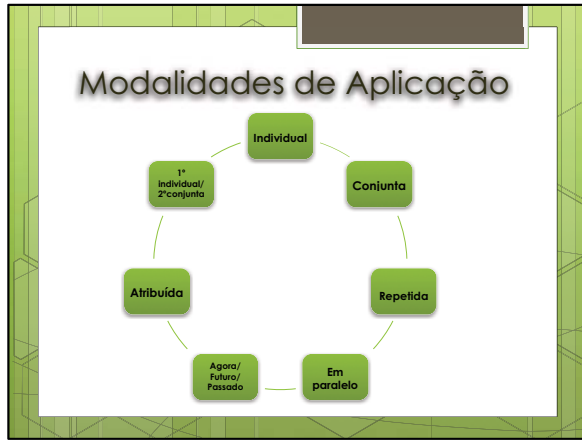 Modalidades de Aplicação
Individual
Conjunta
Repetida
Em
paralelo
Agora/
Futuro/
Passado
Atribuída
1º
individual/
2ºconjunta